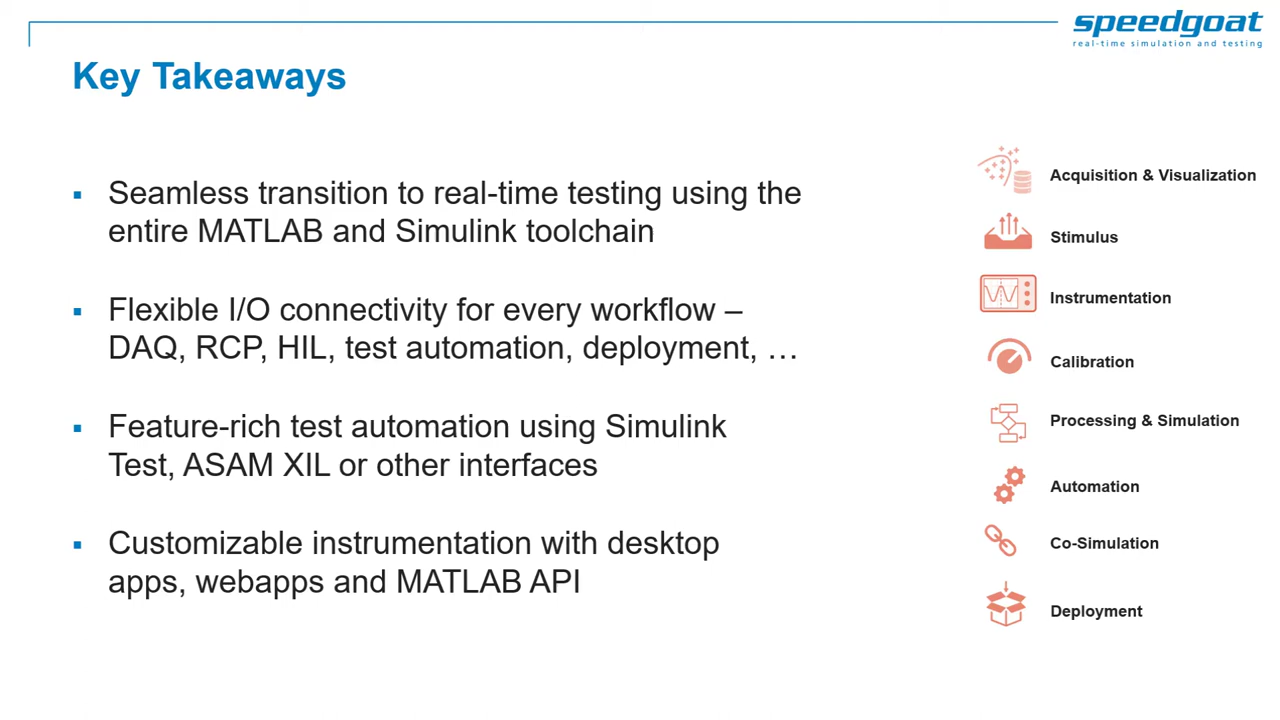 speedgoat
real-time simulation and testing
Key Takeaways
▪ Seamless transition to real-time testing using the
entire MATLAB and Simulink toolchain
▪ Flexible I/O connectivity for every workflow –
DAQ, RCP, HIL, test automation, deployment, …
▪ Feature-rich test automation using Simulink
Test, ASAM XIL or other interfaces
▪ Customizable instrumentation with desktop
apps, webapps and MATLAB API
Acquisition & Visualization
Stimulus
Instrumentation
Calibration
Processing & Simulation
Automation
Co-Simulation
Deployment